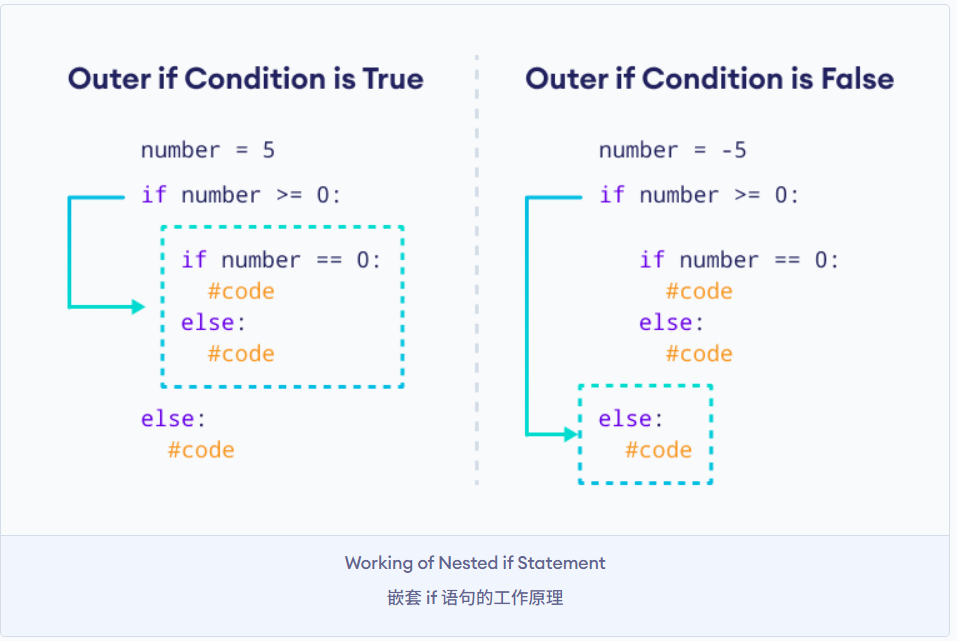 Outer if Condition is True
number = 5
if number >= 0:
if number == 0:
#code
else:
#code
else:
#code
Outer if Condition is False
number = -5
if number >= 0:
if number == 0:
#code
else:
#code
else:
#code
Working of Nested if Statement
嵌套 if 语句的工作原理